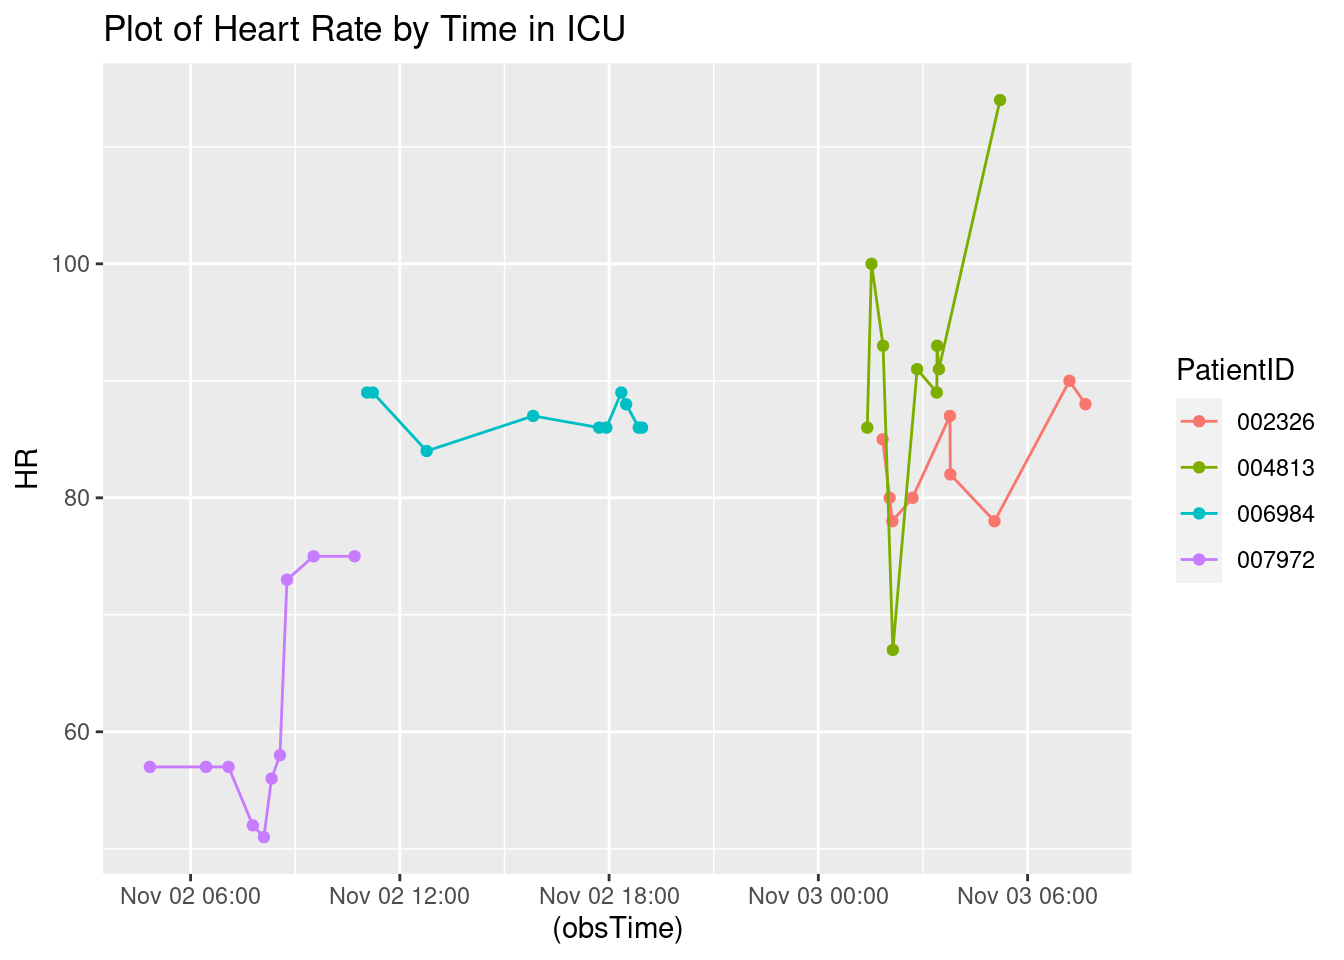 Plot of Heart Rate by Time in ICU
HR
100
80
60
Nov 02 06:00 Nov 02 12:00 Nov 02 18:00 Nov 03 00:00 Nov 03 06:00
(obsTime)
PatientID
002326
004813
006984
007972